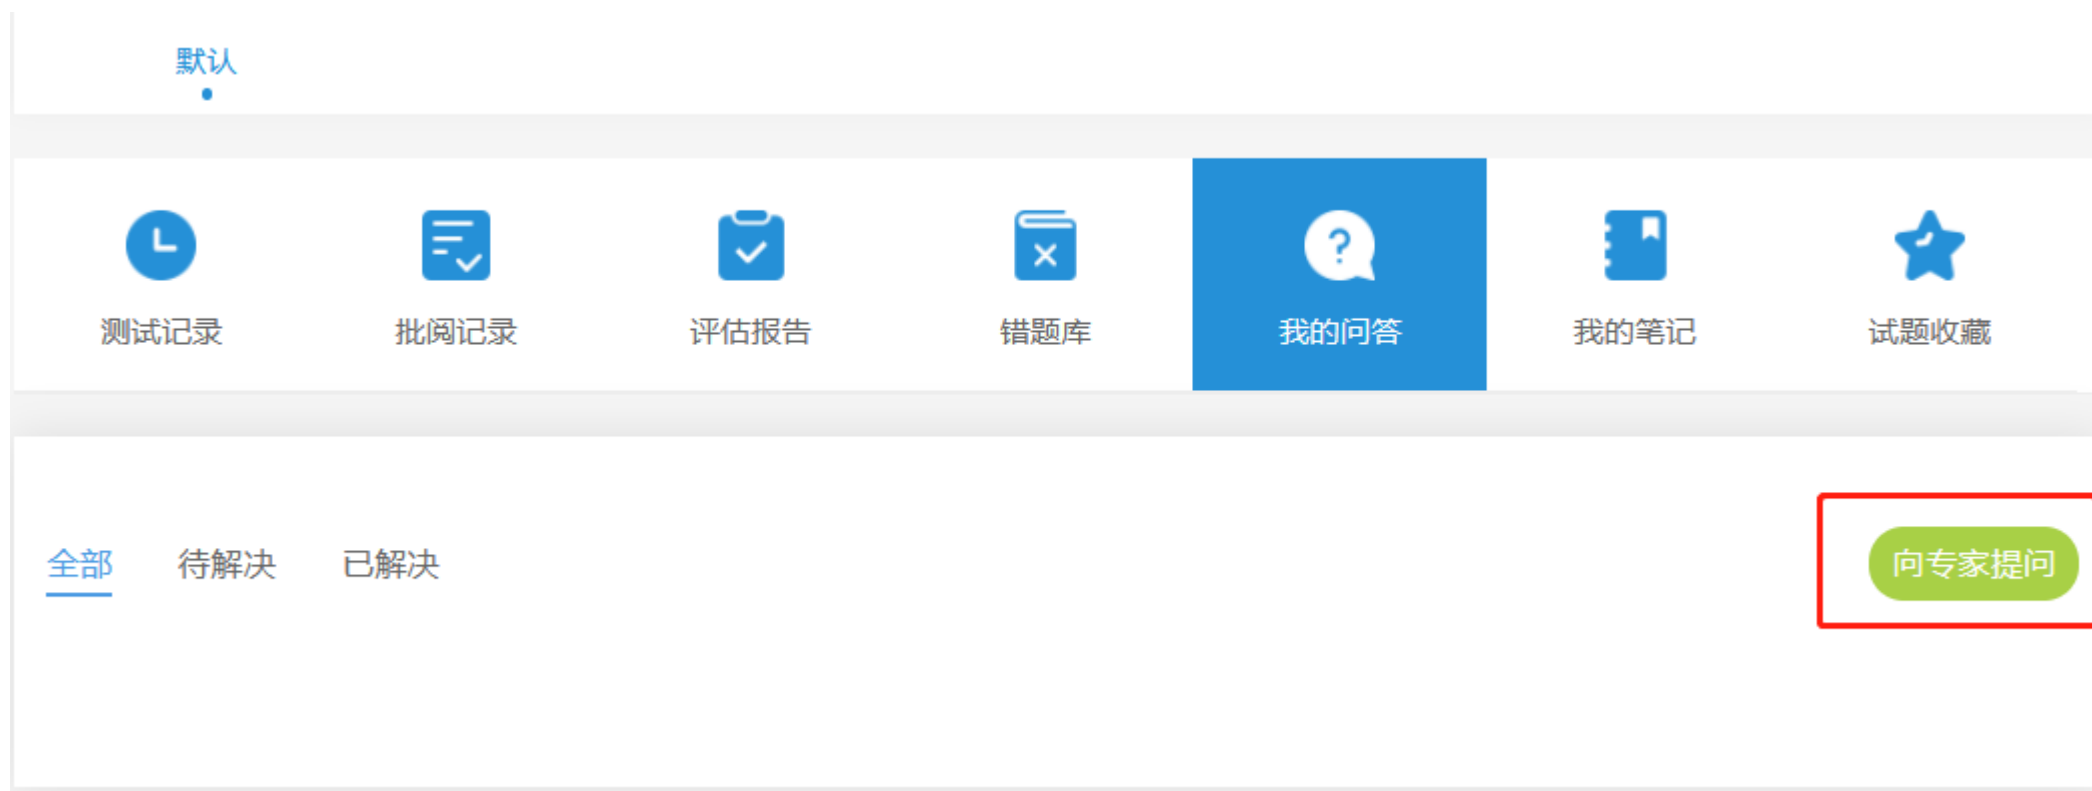 默认
测试记录 批阅记录 评估报告 错题库 我的问答 我的笔记 试题收藏
全部 待解决 已解决 向专家提问